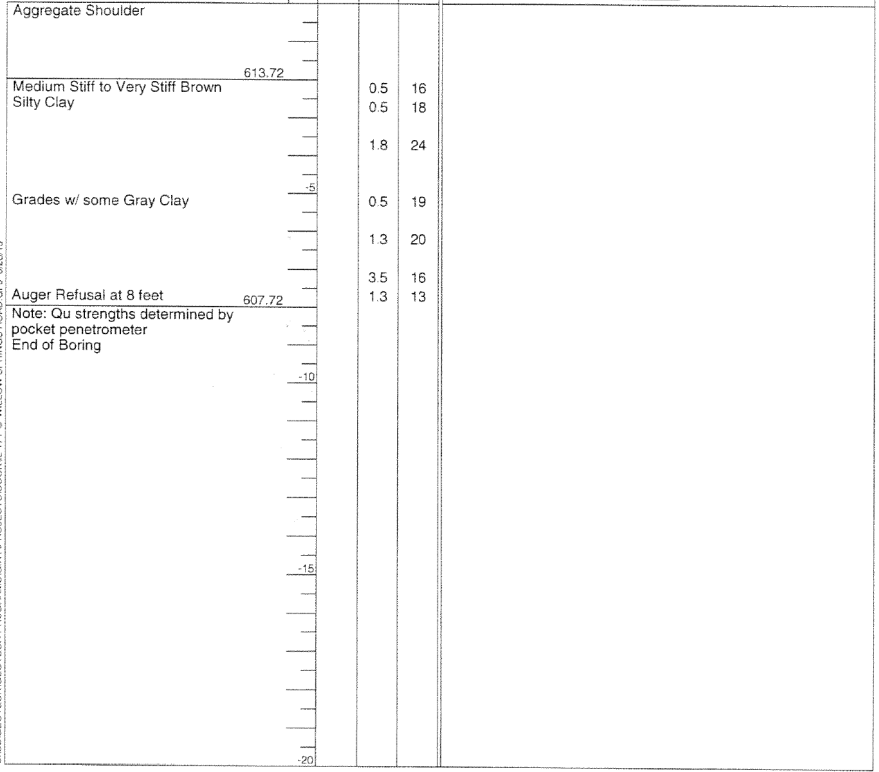 Aggregate Shoulder
613.72
Medium Stiff to Very Stiff Brown 0.5 16
Silty Clay 0.5 18
1.8 24
-5
Grades w/ some Gray Clay 0.5 19
1.3 20
3.5 16
Auger Refusal at 8 feet 607.72 1.3 13
Note: Qu strengths determined by
pocket penetrometer
End of Boring
-10
-15
-20